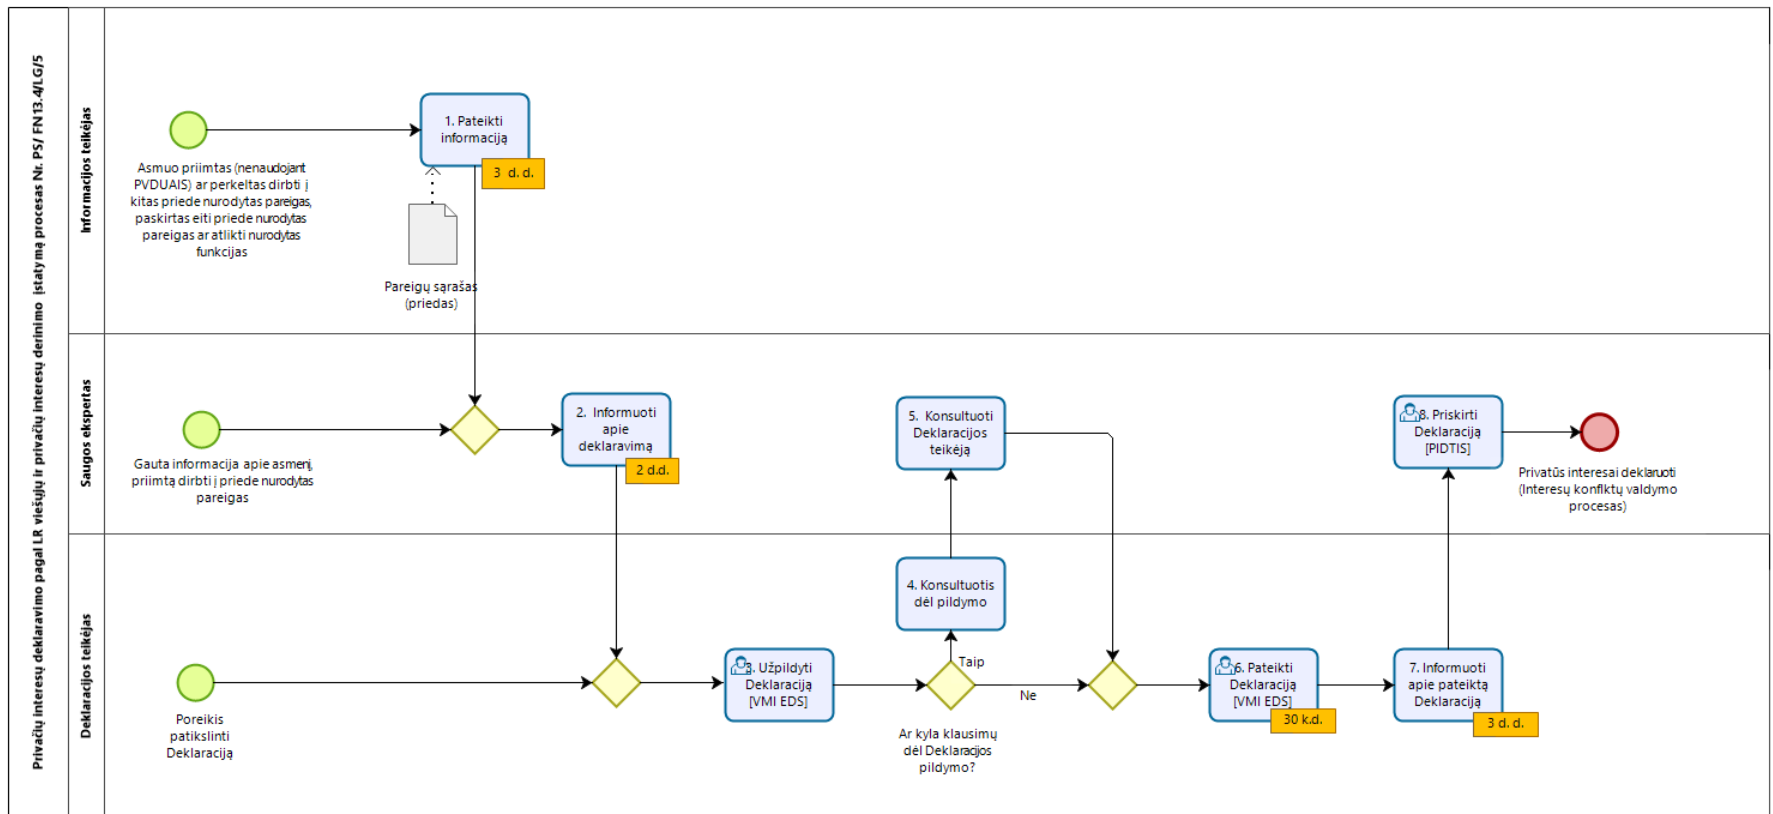 Privačių interesų deklaravimo pagal LR viešųjų ir privačių interesų derinimo įstatymą procesas Nr. PS/ FN13.4/LG/5
Informacijos teikėjas
Asmuo priimtas (nenaudojant
PVDUAIS) ar perkeltas dirbti į
kitas priede nurodytas pareigas,
paskirtas eiti priede nurodytas
pareigas ar atlikti nurodytas
funkcijas
1. Pateikti
informaciją
3 d. d.
Pareigų sąrašas
(priedas)
Saugos ekspertas
Gauta informacija apie asmenį,
priimtą dirbti į priede nurodytas
pareigas
2. Informuoti
apie
deklaravimą
2 d.d.
5. Konsultuoti
Deklaracijos
teikėją
8. Priskirti
Deklaraciją
[PIDTIS]
Privatūs interesai deklaruoti
(Interesų konfliktų valdymo
procesas)
Deklaracijos teikėjas
Poreikis
patikslinti
Deklaraciją
3. Užpildyti
Deklaraciją
[VMI EDS]
4. Konsultuotis
dėl pildymo
Taip
Ne
Ar kyla klausimų
dėl Deklaracijos
pildymo?
6. Pateikti
Deklaraciją
[VMI EDS]
30 k.d.
7. Informuoti
apie pateiktą
Deklaraciją
3 d. d.